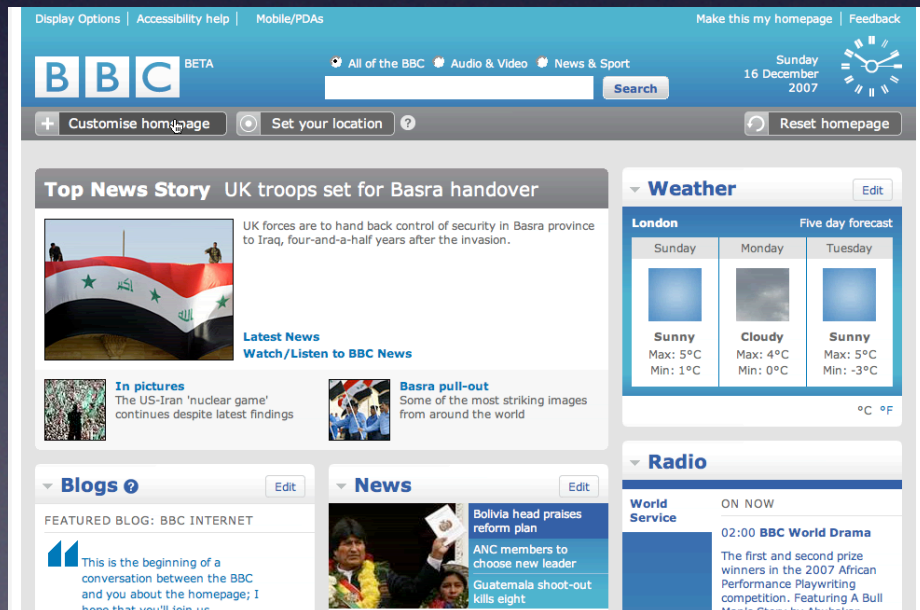 Display Options | Accessibility help | Mobile/PDAs
Make this my homepage | Feedback
BBC BETA
All of the BBC Audio & Video News & Sport
Search
Sunday
16 December
2007
Customise homepage
Set your location ?
Reset homepage
Top News Story UK troops set for Basra handover
UK forces are to hand back control of security in Basra province
to Iraq, four-and-a-half years after the invasion.
Latest News
Watch/Listen to BBC News
In pictures
The US-Iran 'nuclear game'
continues despite latest findings
Basra pull-out
Some of the most striking images
from around the world
Weather
Edit
London Five day forecast
Sunday Monday Tuesday
Sunny Cloudy Sunny
Max: 5°C Max: 4°C Max: 5°C
Min: 1°C Min: 0°C Min: -3°C
°C °F
Blogs ?
Edit
FEATURED BLOG: BBC INTERNET
This is the beginning of a
conversation between the BBC
and you about the homepage; I
hope that you'll join us
News
Edit
Bolivia head praises
reform plan
ANC members to
choose new leader
Guatemala shoot-out
kills eight
Radio
World
Service
ON NOW
02:00 BBC World Drama
The first and second prize
winners in the 2007 African
Performance Playwriting
competition. Featuring A Bull